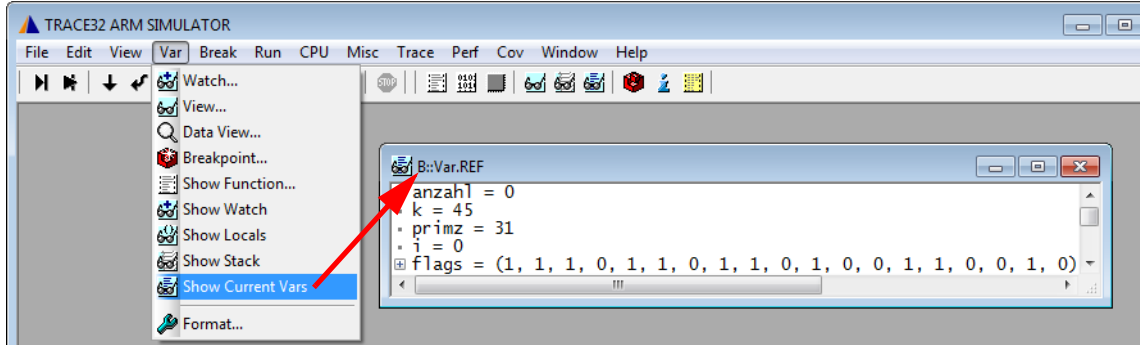 TRACE32 ARM SIMULATOR
File Edit View Var Break Run CPU Misc Trace Perf Cov Window Help
STOP
Watch...
View...
Data View...
Breakpoint...
Show Function...
Show Watch
Show Locals
Show Stack
Show Current Vars
Format...
B::Var.REF
anzahl = 0
k = 45
primz = 31
i = 0
flags = (1, 1, 1, 0, 1, 1, 0, 1, 1, 0, 1, 0, 0, 1, 1, 0, 0, 1, 0)